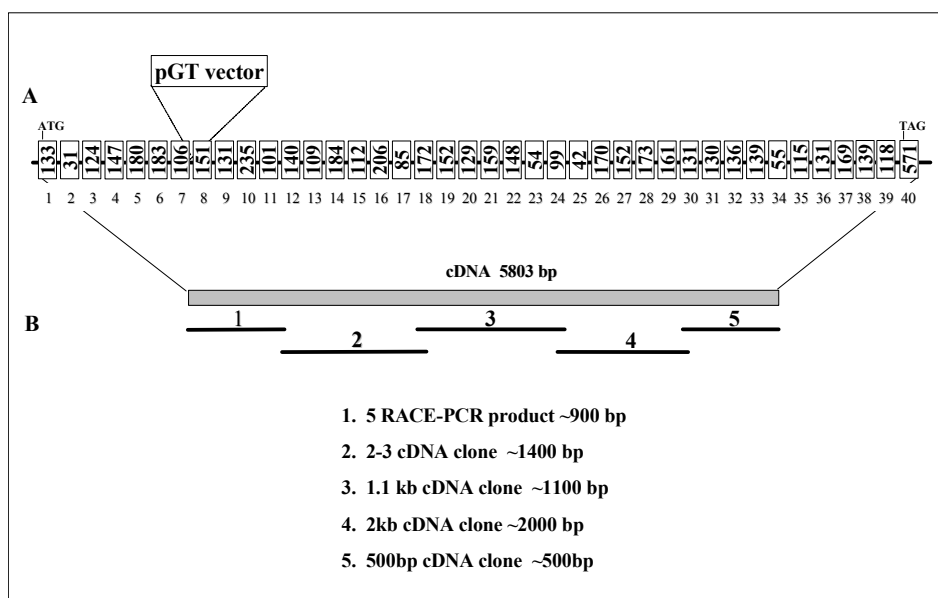 pGT vector
A
ATG
TAG
133 31 124 147 180 183 106 151 131 235 101 140 109 184 112 206 85 172 152 129 159 148 54 99 42 170 152 173 161 131 130 136 139 55 115 131 169 139 118 571
1 2 3 4 5 6 7 8 9 10 11 12 13 14 15 16 17 18 19 20 21 22 23 24 25 26 27 28 29 30 31 32 33 34 35 36 37 38 39 40
cDNA 5803 bp
B
1 3 5
2 4
1. 5 RACE-PCR product ~900 bp
2. 2-3 cDNA clone ~1400 bp
3. 1.1 kb cDNA clone ~1100 bp
4. 2kb cDNA clone ~2000 bp
5. 500bp cDNA clone ~500bp